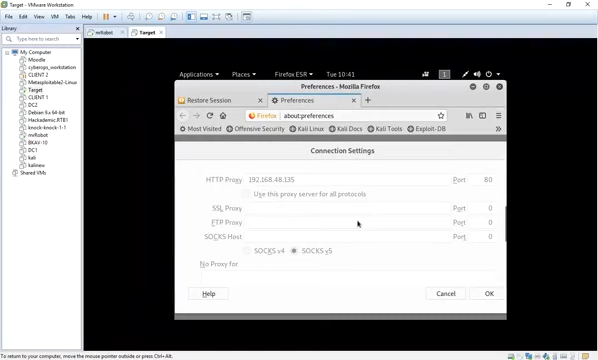 Target - VMware Workstation
File Edit View VM Tabs Help
Library
Type here to search
My Computer
Moodle
cyberops_workstation
CLIENT 2
Metasploitable2-Linux
Target
CLIENT 1
DC2
Debian 9.x 64-bit
Hackademic.RTB1
knock-knock-1-1
mRobot
BKAV-10
DC1
kali
kalinew
Shared VMs
mRobot
Target
Applications Places Firefox ESR Tue 10:41 1
Preferences - Mozilla Firefox
Restore Session Preferences
Firefox about:preferences
Most Visited Offensive Security Kali Linux Kali Docs Kali Tools Exploit-DB
Connection Settings
HTTP Proxy 192.168.48.135 Port 80
Use this proxy server for all protocols
SSL Proxy Port 0
FTP Proxy Port 0
SOCKS Host Port 0
SOCKS v4 SOCKS v5
No Proxy for
Help Cancel OK
To return to your computer, move the mouse pointer outside or press Ctrl+Alt.